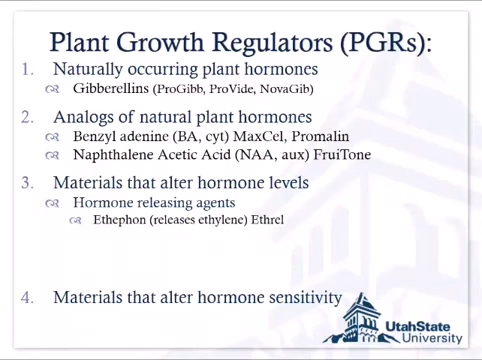 Plant Growth Regulators (PGRs):
1. Naturally occurring plant hormones
Gibberellins (ProGibb, ProVide, NovaGib)
2. Analogs of natural plant hormones
Benzyl adenine (BA, cyt) MaxCel, Promalin
Naphthalene Acetic Acid (NAA, aux) FruiTone
3. Materials that alter hormone levels
Hormone releasing agents
Ethephon (releases ethylene) Ethrel
4. Materials that alter hormone sensitivity
UtahState
University